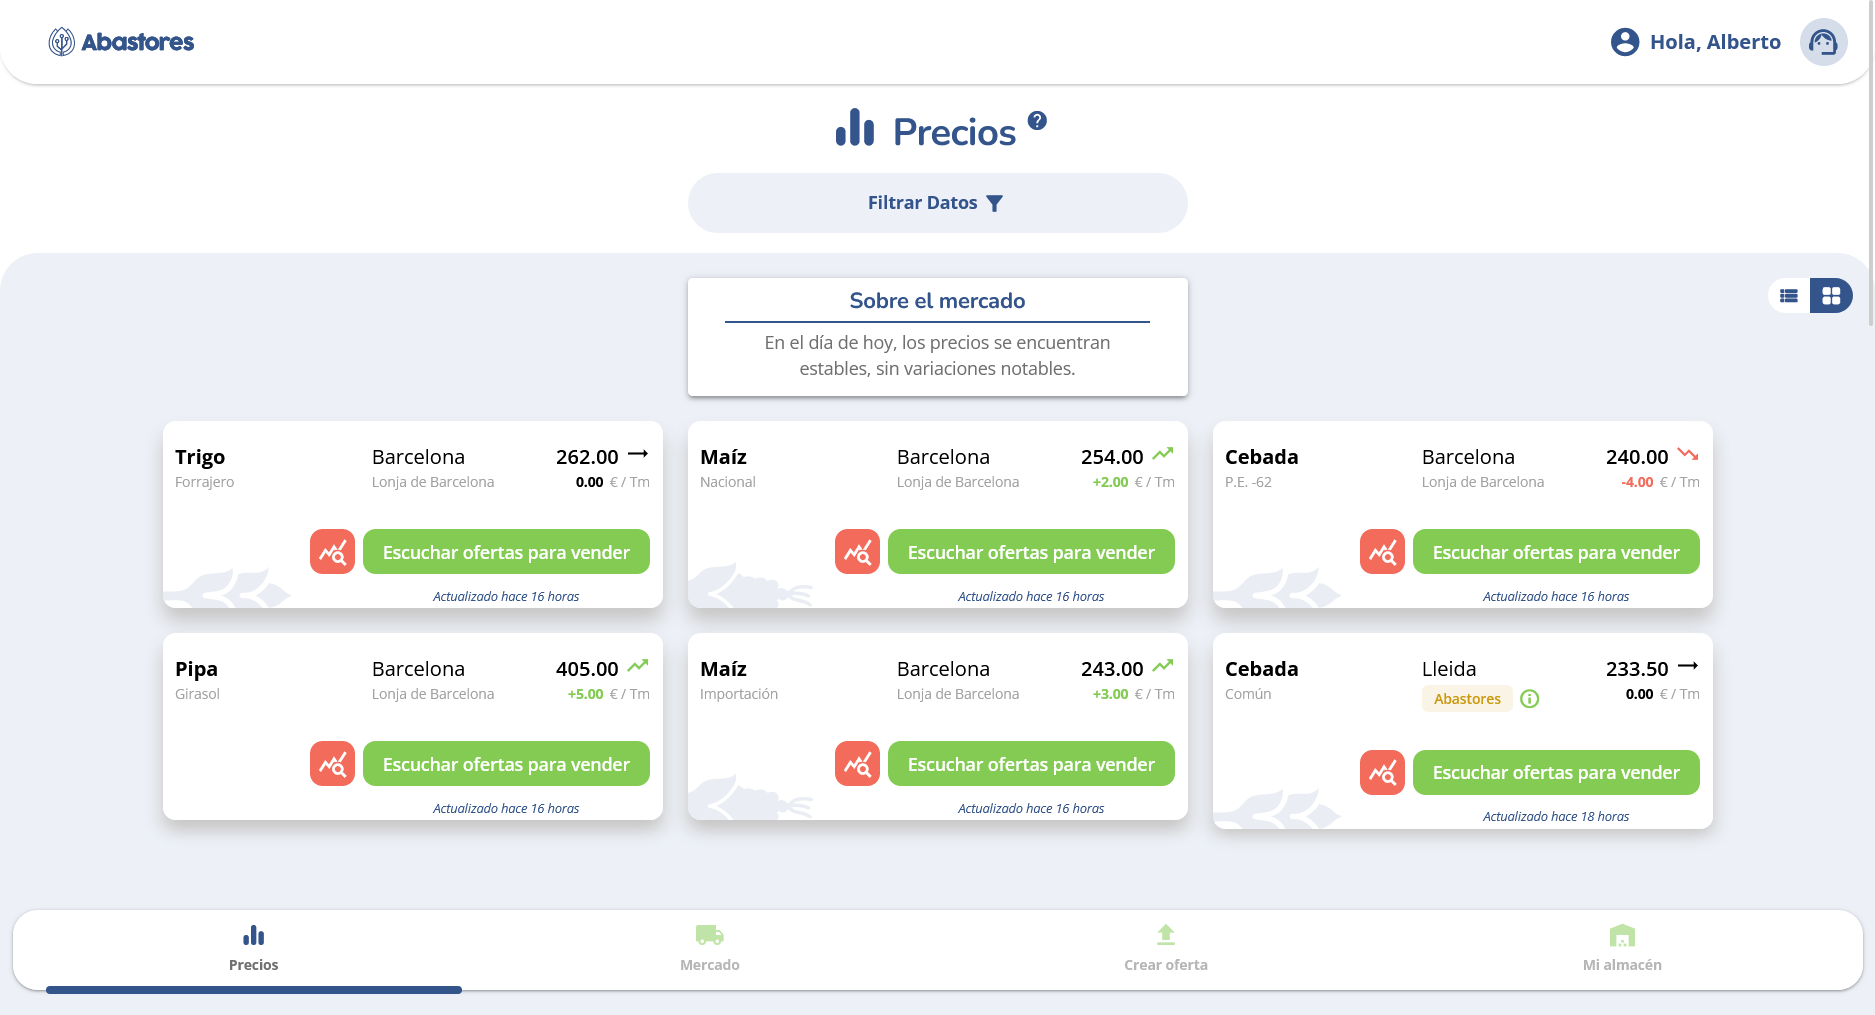 Abastores
Hola, Alberto
Precios
Filtrar Datos
Sobre el mercado
En el día de hoy, los precios se encuentran
estables, sin variaciones notables.
Trigo Barcelona 262.00
Forrajero Lonja de Barcelona 0.00 € / Tm
Escuchar ofertas para vender
Actualizado hace 16 horas
Maíz Barcelona 254.00
Nacional Lonja de Barcelona +2.00 € / Tm
Escuchar ofertas para vender
Actualizado hace 16 horas
Cebada Barcelona 240.00
P.E. -62 Lonja de Barcelona -4.00 € / Tm
Escuchar ofertas para vender
Actualizado hace 16 horas
Pipa Barcelona 405.00
Girasol Lonja de Barcelona +5.00 € / Tm
Escuchar ofertas para vender
Actualizado hace 16 horas
Maíz Barcelona 243.00
Importación Lonja de Barcelona +3.00 € / Tm
Escuchar ofertas para vender
Actualizado hace 16 horas
Cebada Lleida 233.50
Común Abastores 0.00 € / Tm
Escuchar ofertas para vender
Actualizado hace 18 horas
Precios
Mercado
Crear oferta
Mi almacén